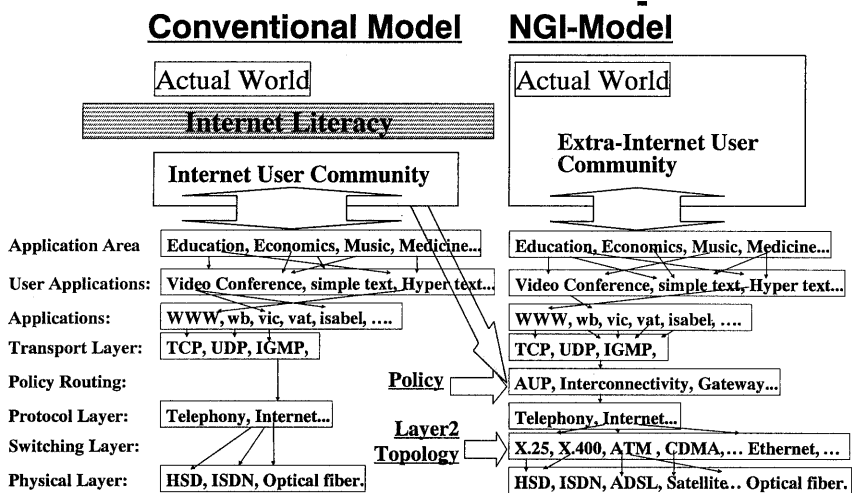 Conventional Model
NGI-Model
Actual World
Internet Literacy
Internet User Community
Actual World
Extra-Internet User
Community
Application Area
Education, Economics, Music, Medicine...
Education, Economics, Music, Medicine...
User Applications:
Video Conference, simple text, Hyper text...
Video Conference, simple text, Hyper text...
Applications:
WWW, wb, vic, vat, isabel, ....
WWW, wb, vic, vat, isabel, ....
Transport Layer:
TCP, UDP, IGMP,
TCP, UDP, IGMP,
Policy Routing:
Policy
AUP, Interconnectivity, Gateway...
Protocol Layer:
Telephony, Internet...
Telephony, Internet...
Switching Layer:
Layer2
Topology
X.25, X.400, ATM, CDMA,... Ethernet, ...
Physical Layer:
HSD, ISDN, Optical fiber.
HSD, ISDN, ADSL, Satellite... Optical fiber.